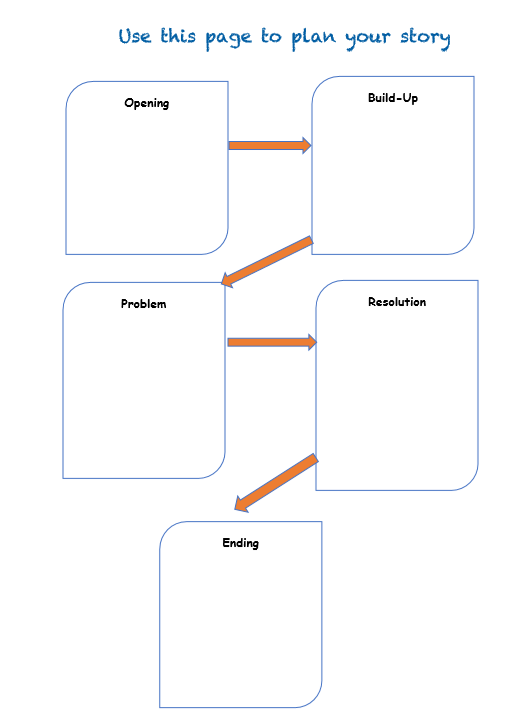 Use this page to plan your story
Opening
Build-Up
Problem
Resolution
Ending